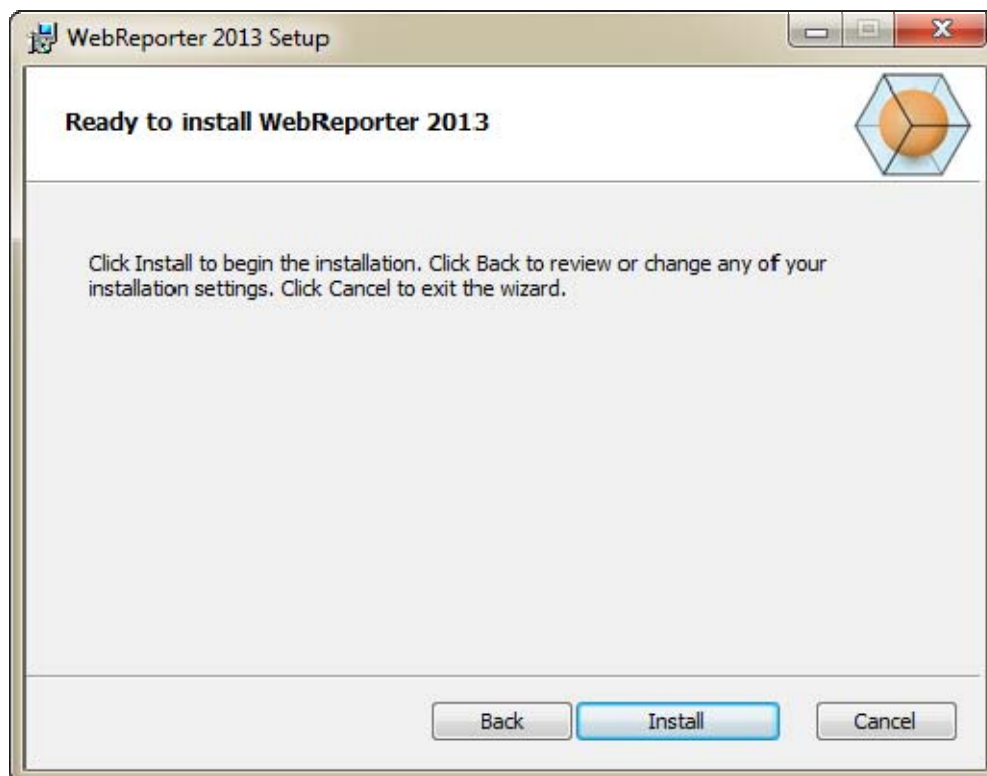 WebReporter 2013 Setup
Ready to install WebReporter 2013
Click Install to begin the installation. Click Back to review or change any of your
installation settings. Click Cancel to exit the wizard.
Back
Install
Cancel